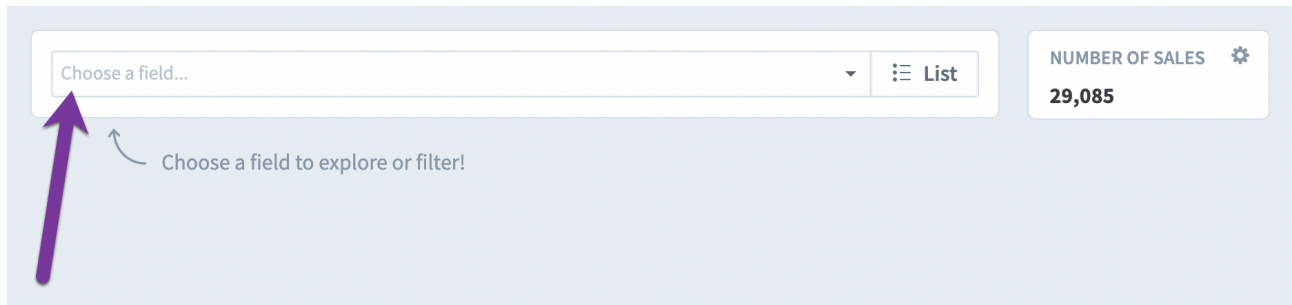 Choose a field...
List
NUMBER OF SALES
29,085
Choose a field to explore or filter!